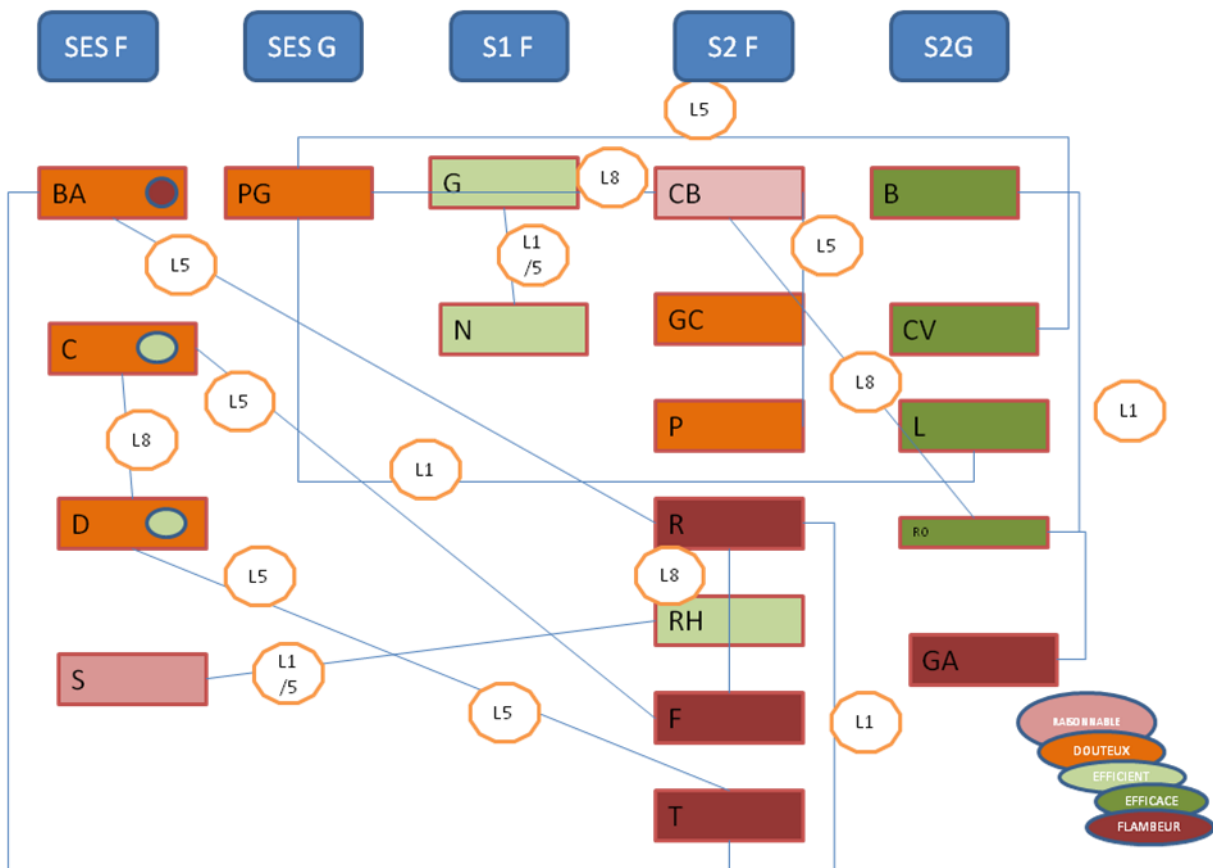 SES F
SES G
S1 F
S2 F
S2G
L5
BA
PG
G
L8
CB
B
L5
L1
/5
L5
C
N
GC
CV
L5
L8
L8
P
L
L1
L1
D
R
RO
L5
L8
RH
S
L1
/5
GA
L5
F
L1
RAISONNABLE
DOUTEUX
EFFICIENT
EFFICACE
T
FLAMBEUR